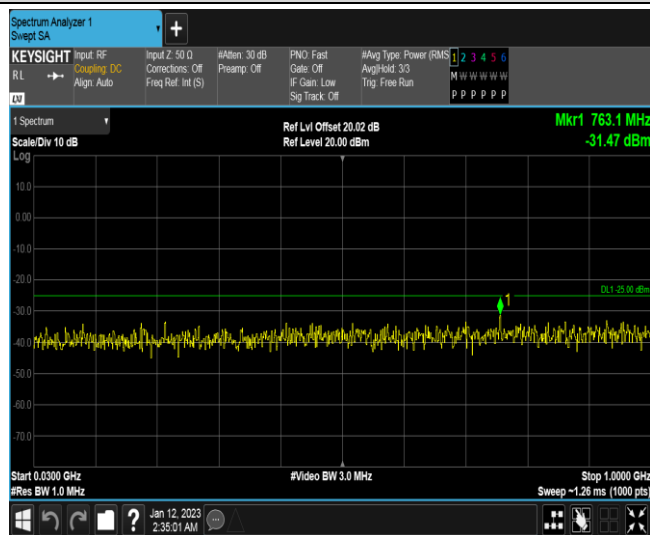 Spectrum Analyzer 1
Swept SA
+
KEYSIGHT
RL
LXI
Input: RF
Coupling: DC
Align: Auto
Input Z: 50 Ω
Corrections: Off
Freq Ref: Int (S)
#Atten: 30 dB
Preamp: Off
PNO: Fast
Gate: Off
IF Gain: Low
Sig Track: Off
#Avg Type: Power (RMS
Avg|Hold: 3/3
Trig: Free Run
1 2 3 4 5 6
M W W W W W
P P P P P P
1 Spectrum
Scale/Div 10 dB
Log
Ref Lvl Offset 20.02 dB
Ref Level 20.00 dBm
Mkr1 763.1 MHz
-31.47 dBm
10.0
0.00
-10.0
-20.0
DL1 -25.00 dBm
1
-30.0
-40.0
-50.0
-60.0
-70.0
Start 0.0300 GHz
#Res BW 1.0 MHz
#Video BW 3.0 MHz
Stop 1.0000 GHz
Sweep ~1.26 ms (1000 pts)
?
Jan 12, 2023
2:35:01 AM